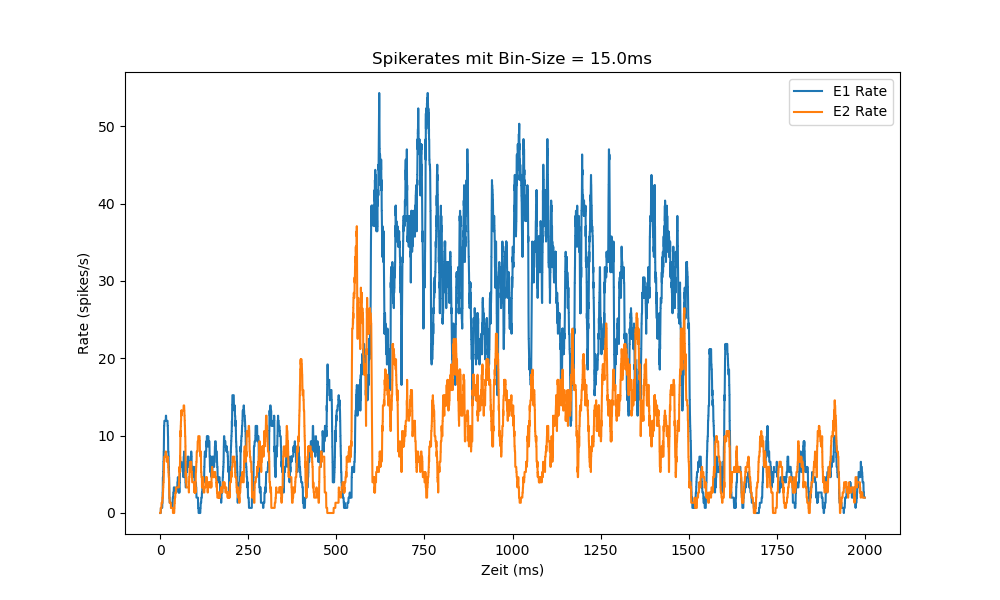 Spikerates mit Bin-Size = 15.0ms
E1 Rate
E2 Rate
50
40
30
20
10
0
Rate (spikes/s)
0 250 500 750 1000 1250 1500 1750 2000
Zeit (ms)